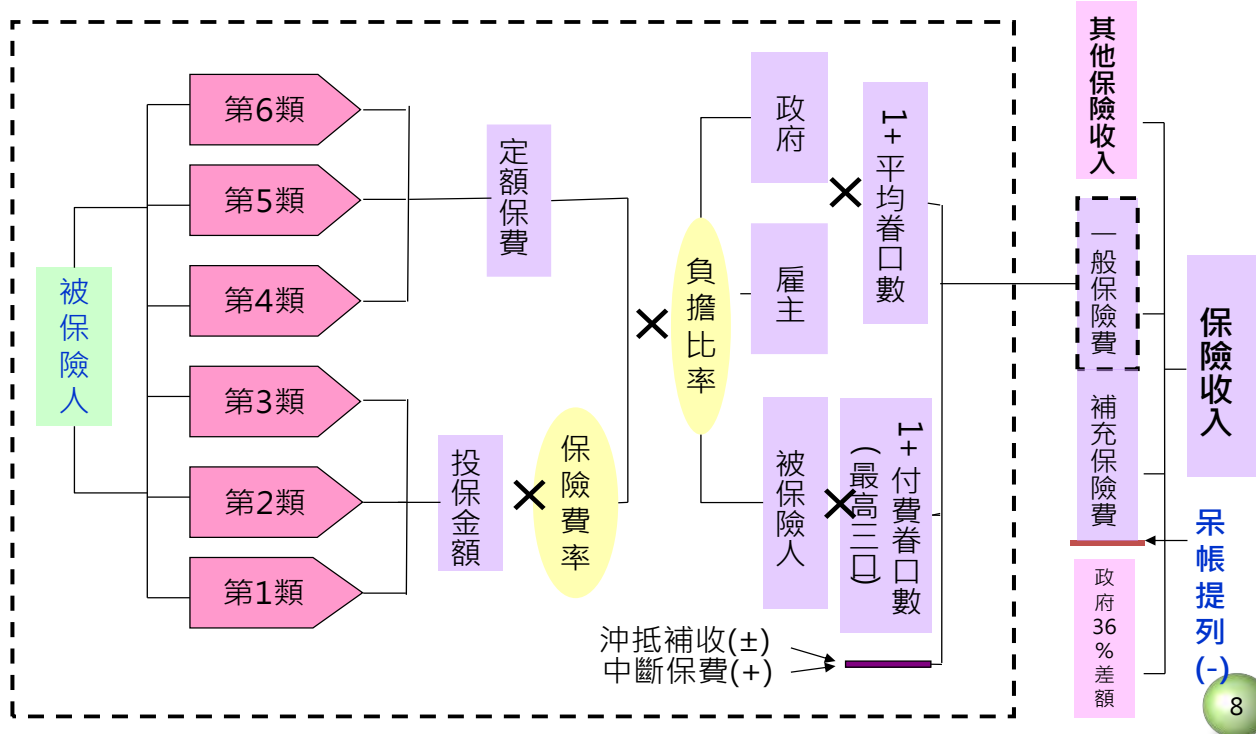 被保險人
第6類
第5類
第4類
第3類
第2類
第1類
定額保費
投保金額
×
保險費率
×
負擔比率
政府
雇主
被保險人
×
1+平均眷口數
×
1+付費眷口數
(最高三口)
沖抵補收(±)
中斷保費(+)
其他保險收入
一般保險費
補充保險費
政府36%差額
保險收入
呆帳提列(-)
8